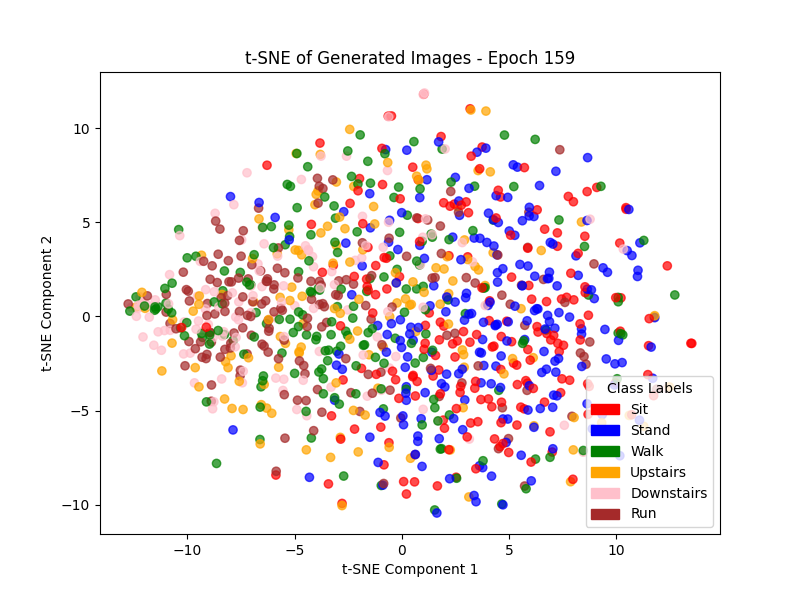 t-SNE of Generated Images - Epoch 159
t-SNE Component 2
10
5
0
−5
−10
Class Labels
Sit
Stand
Walk
Upstairs
Downstairs
Run
−10
−5
0
5
10
t-SNE Component 1